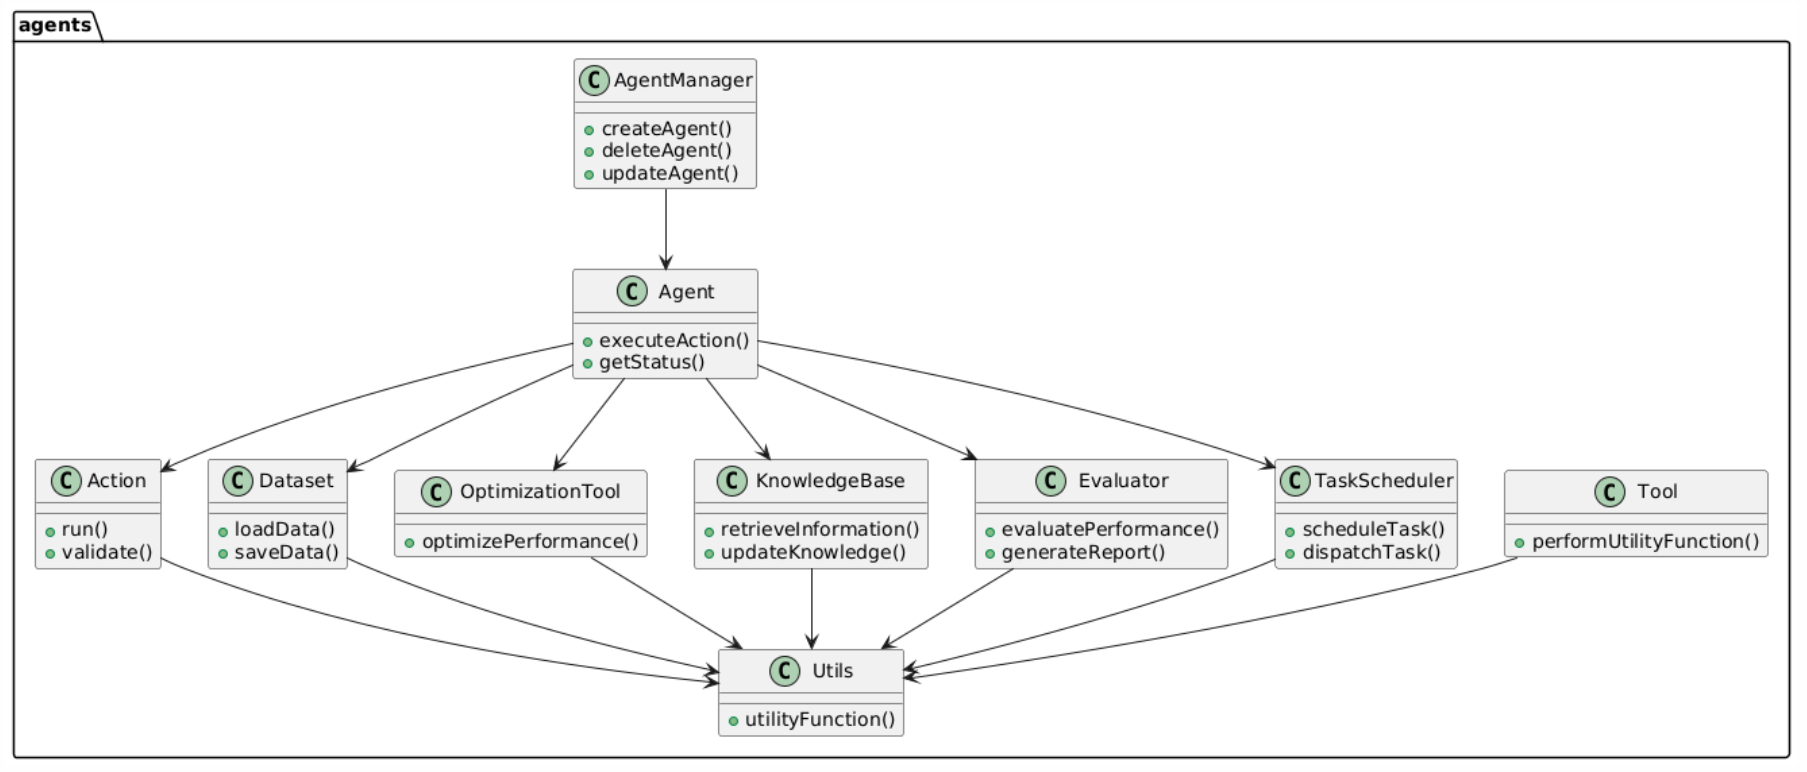 agents
C AgentManager
createAgent()
deleteAgent()
updateAgent()
C Agent
executeAction()
getStatus()
C Action
run()
validate()
C Dataset
loadData()
saveData()
C OptimizationTool
optimizePerformance()
C KnowledgeBase
retrieveInformation()
updateKnowledge()
C Evaluator
evaluatePerformance()
generateReport()
C TaskScheduler
scheduleTask()
dispatchTask()
C Tool
performUtilityFunction()
C Utils
utilityFunction()